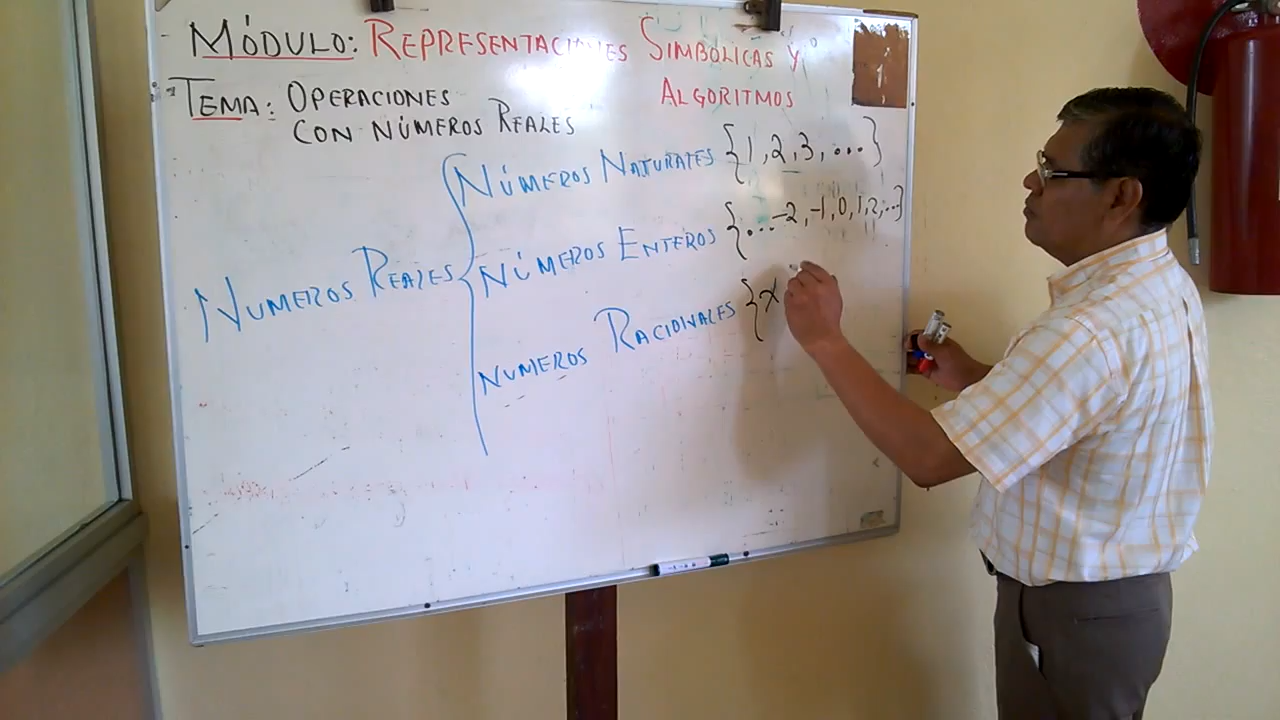 MÓDULO: REPRESENTACIONES SIMBÓLICAS Y
ALGORITMOS
TEMA: OPERACIONES
CON NÚMEROS REALES
NÚMEROS NATURALES {1, 2, 3, ...}
NÚMEROS ENTEROS {... -2, -1, 0, 1, 2, ...}
NUMEROS REALES
NUMEROS RACIONALES {x